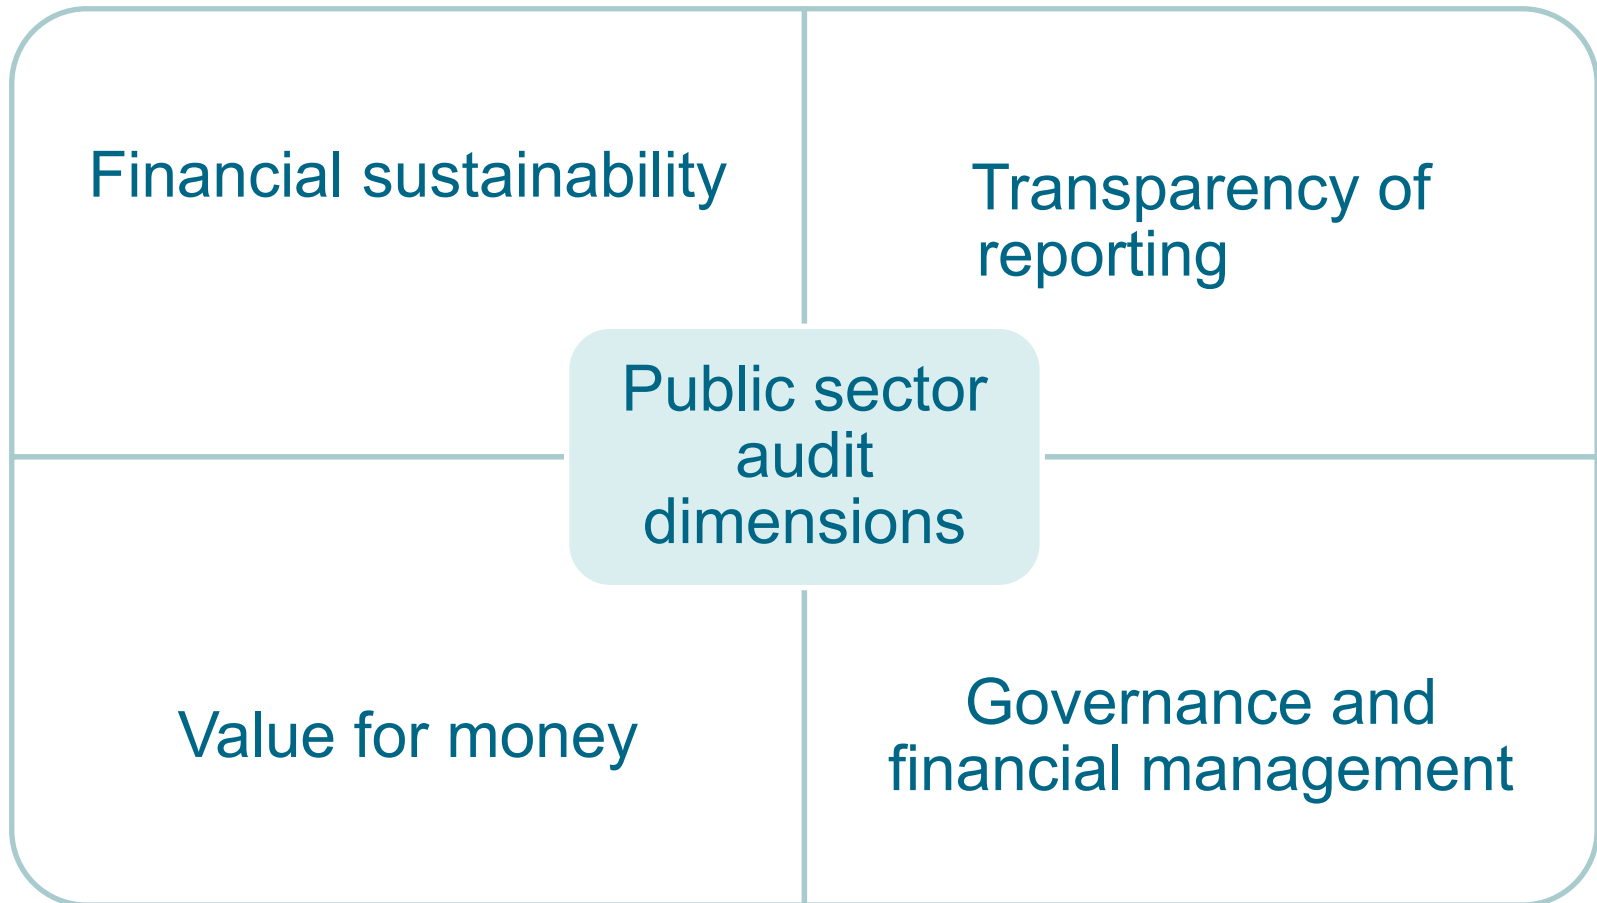 Financial sustainability
Transparency of
reporting
Public sector
audit
dimensions
Value for money
Governance and
financial management